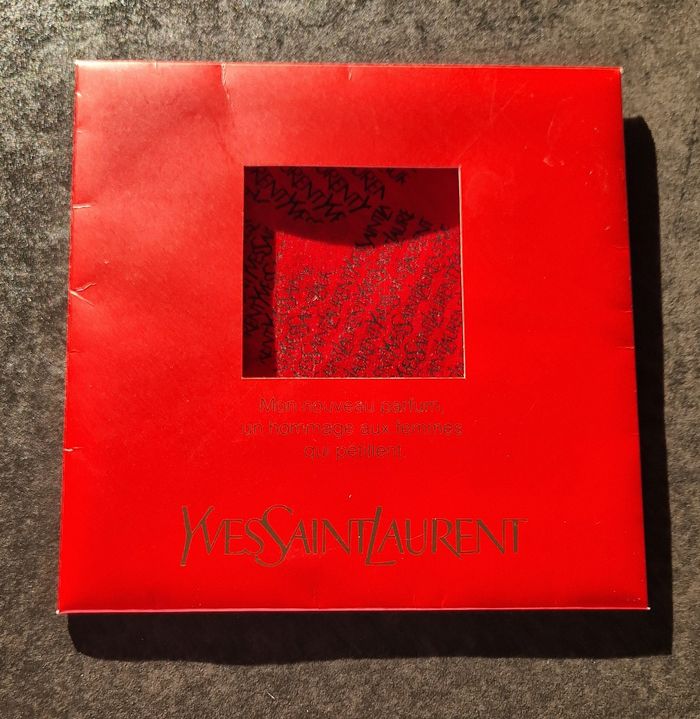 Mon nouveau parfum,
un hommage aux femmes
qui pétillent.
YVESSAINTLAURENT